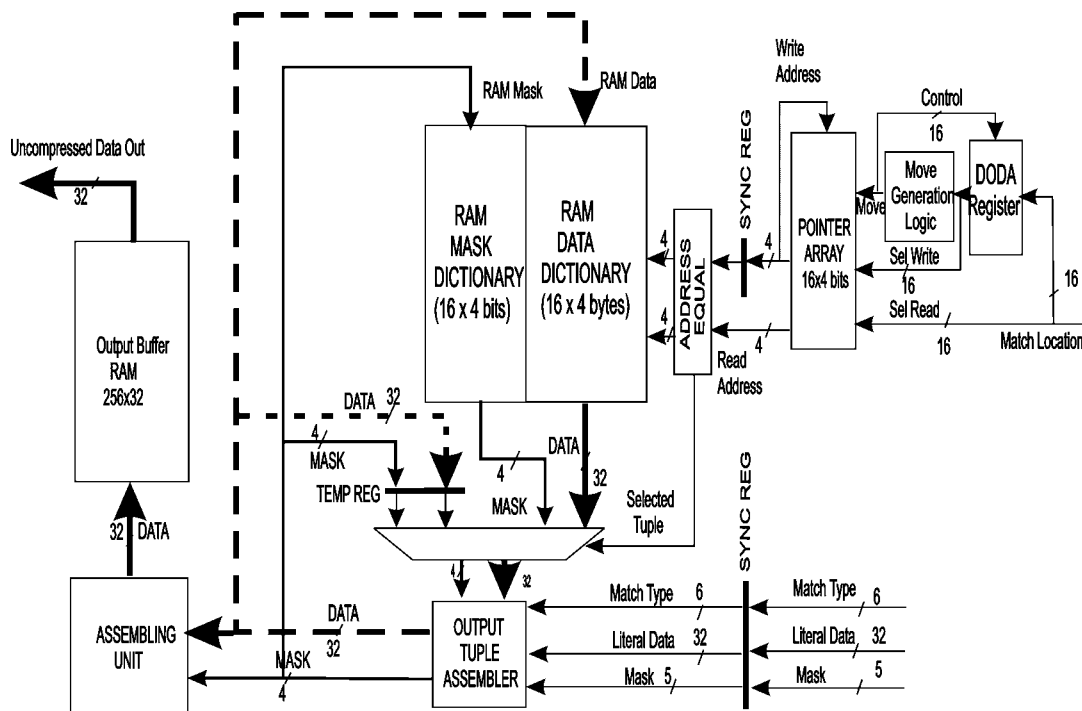 Uncompressed Data Out
32
Output Buffer
RAM
256x32
32
DATA
ASSEMBLING
UNIT
RAM Mask
RAM Data
RAM
MASK
DICTIONARY
(16 x 4 bits)
RAM
DATA
DICTIONARY
(16 x 4 bytes)
DATA
32
4
MASK
TEMP REG
4
MASK
DATA
32
Selected
Tuple
4
32
OUTPUT
TUPLE
ASSEMBLER
DATA
32
MASK
4
4
4
ADDRESS
EQUAL
SYNC REG
4
4
Read
Address
Write
Address
POINTER
ARRAY
16x4 bits
Control
16
Move
Move
Generation
Logic
DODA
Register
Sel Write
16
Sel Read
16
16
Match Location
SYNC REG
Match Type 6
Literal Data 32
Mask 5
Match Type 6
Literal Data 32
Mask 5